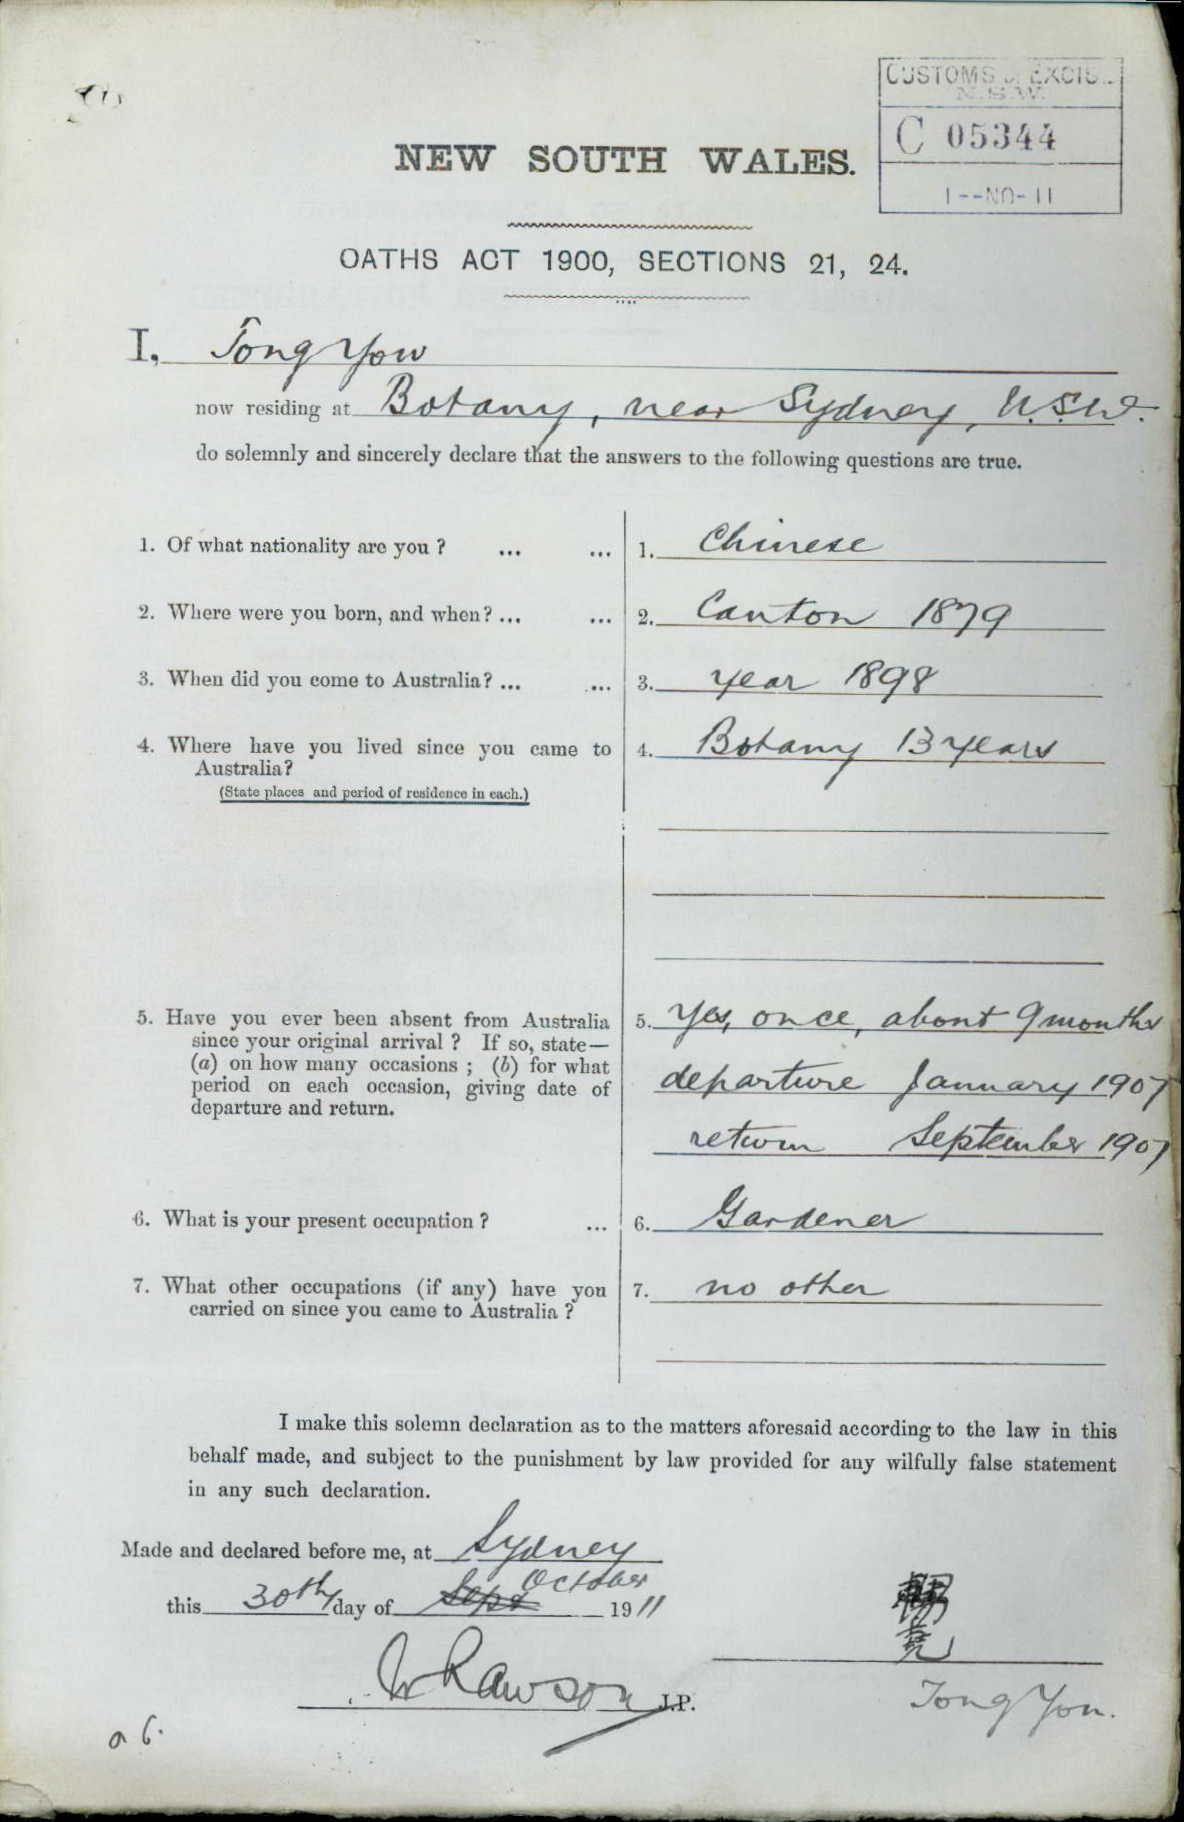 CUSTOMS & EXCISE
N.S.W.
C 05344
1--NO-11
NEW SOUTH WALES.
OATHS ACT 1900, SECTIONS 21, 24.
I, Tong Yow
now residing at Botany, near Sydney, N.S.W.
do solemnly and sincerely declare that the answers to the following questions are true.
1. Of what nationality are you ? ... ... 1. Chinese
2. Where were you born, and when? ... ... 2. Canton 1879
3. When did you come to Australia? ... ... 3. year 1898
4. Where have you lived since you came to 4. Botany 13 years
Australia?
(State places and period of residence in each.)
5. Have you ever been absent from Australia 5. Yes, once, about 9 months
since your original arrival ? If so, state—
(a) on how many occasions ; (b) for what departure January 1907
period on each occasion, giving date of
departure and return. return September 1907
6. What is your present occupation ? ... 6. Gardener
7. What other occupations (if any) have you 7. no other
carried on since you came to Australia ?
I make this solemn declaration as to the matters aforesaid according to the law in this
behalf made, and subject to the punishment by law provided for any wilfully false statement
in any such declaration.
Made and declared before me, at Sydney
this 30th day of Sept October 1911
Rawson J.P.
Tong You.